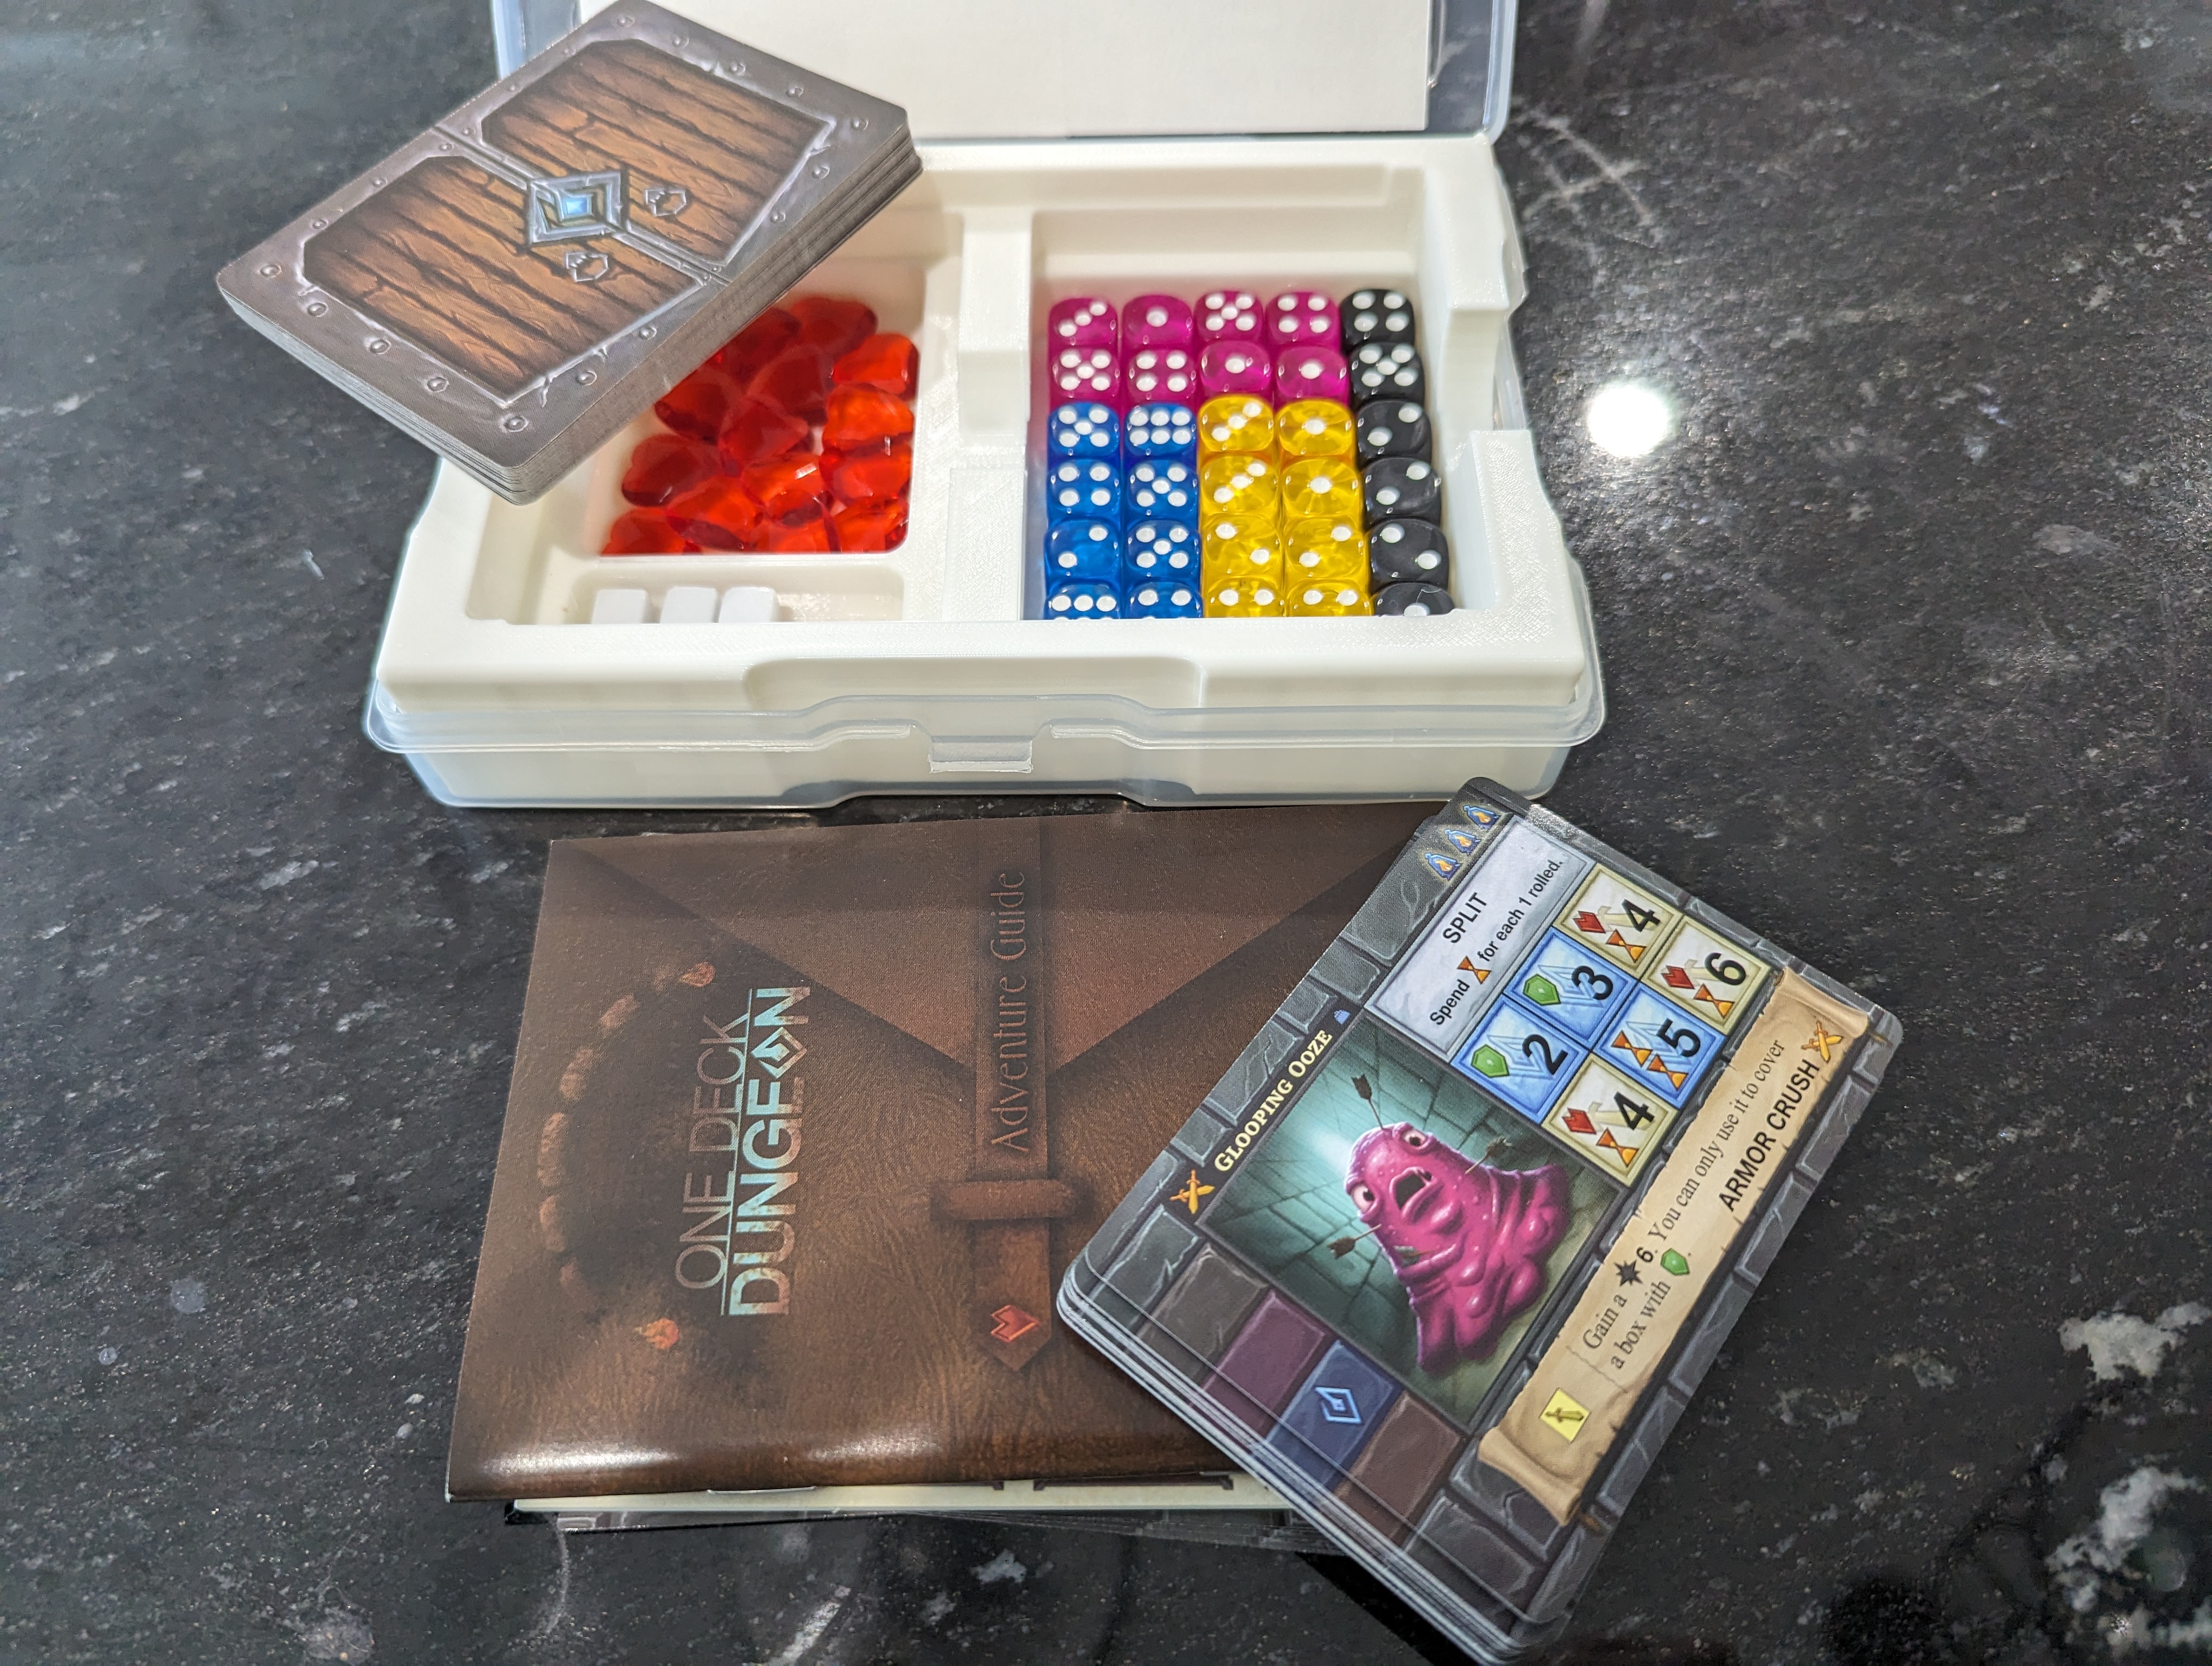 ONE DECK
DUNGEON
Adventure Guide
GLOOPING OOZE
SPLIT
Spend for each 1 rolled.
4
2 3 6
4 5
Gain a 6. You can only use it to cover
a box with .
ARMOR CRUSH